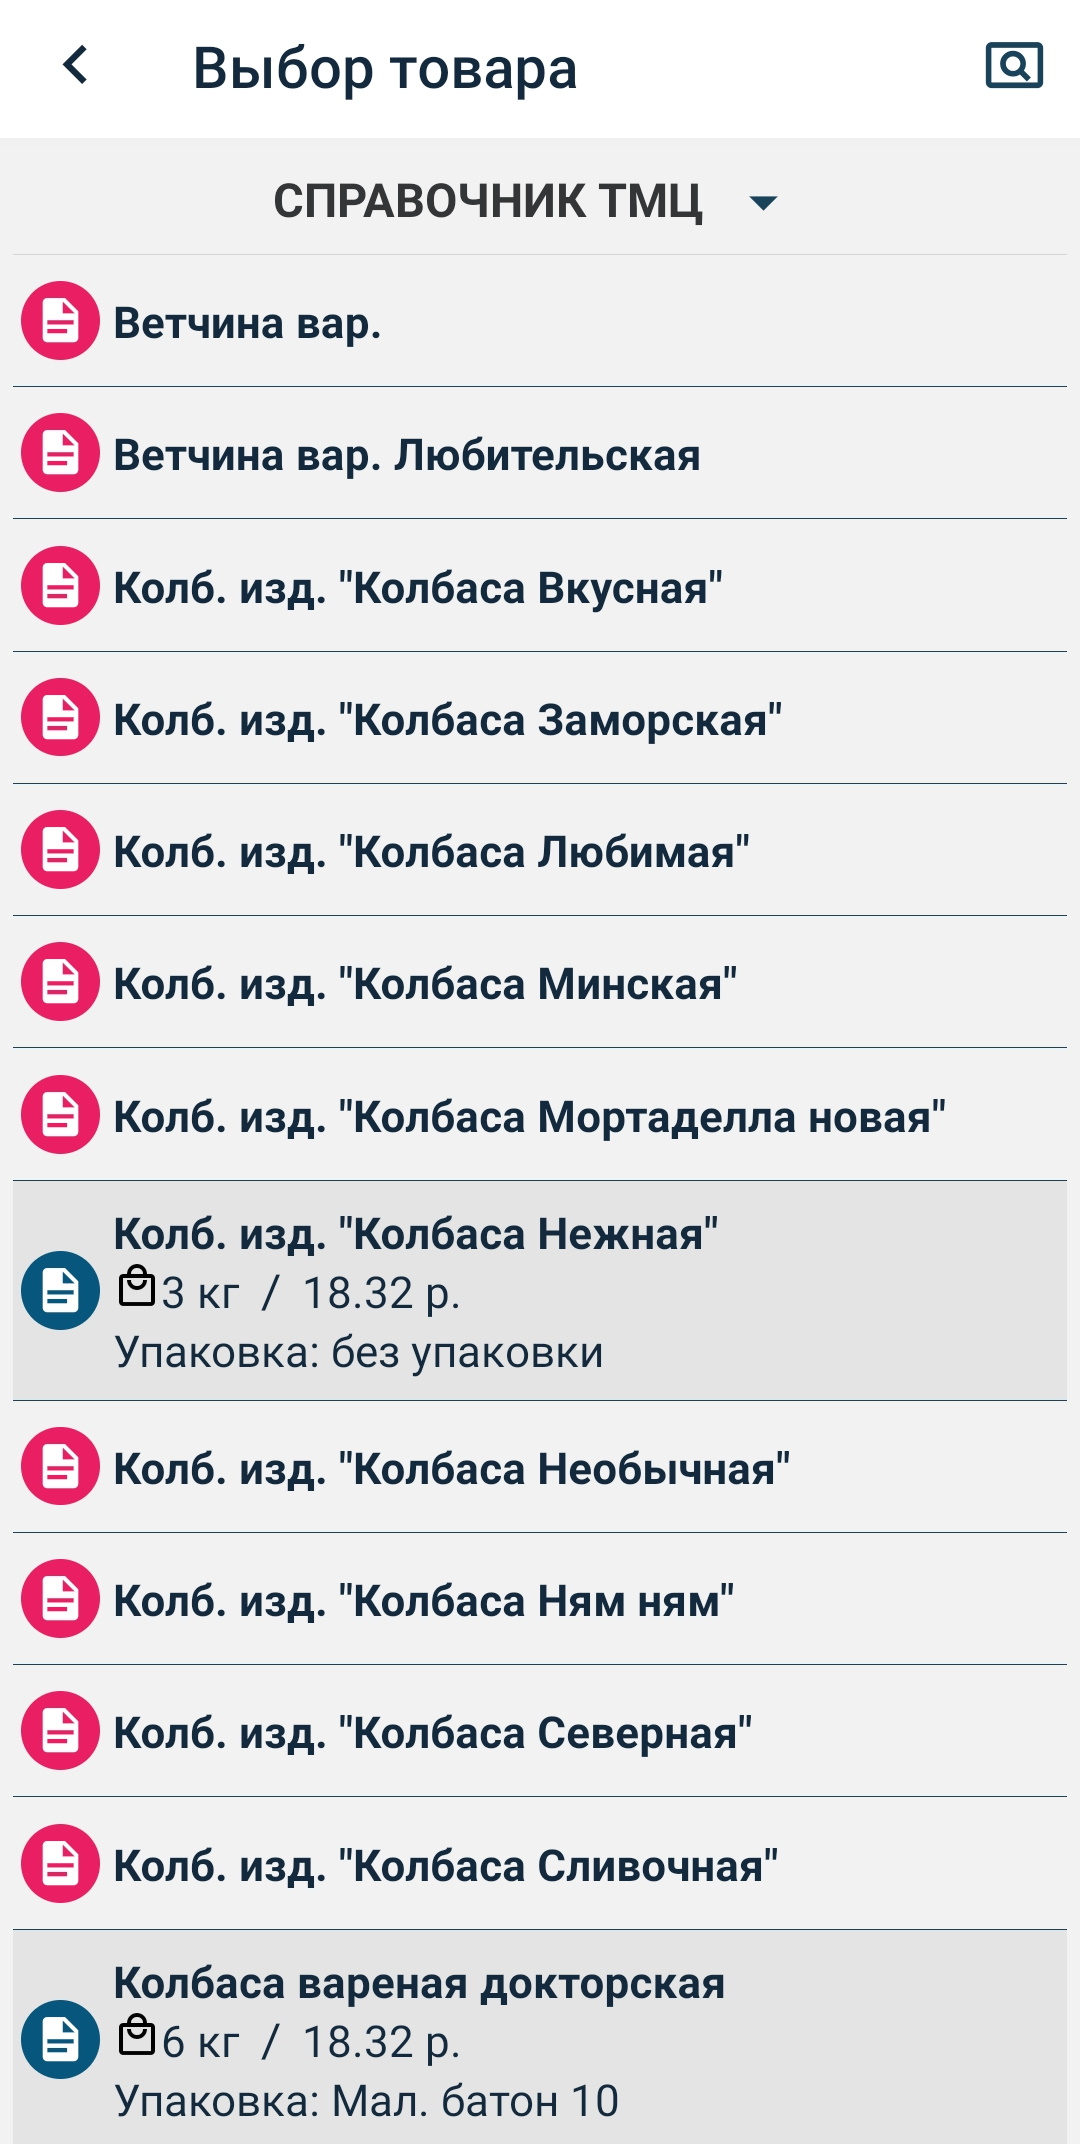 Выбор товара
СПРАВОЧНИК ТМЦ
Ветчина вар.
Ветчина вар. Любительская
Колб. изд. "Колбаса Вкусная"
Колб. изд. "Колбаса Заморская"
Колб. изд. "Колбаса Любимая"
Колб. изд. "Колбаса Минская"
Колб. изд. "Колбаса Мортаделла новая"
Колб. изд. "Колбаса Нежная"
3 кг / 18.32 р.
Упаковка: без упаковки
Колб. изд. "Колбаса Необычная"
Колб. изд. "Колбаса Ням ням"
Колб. изд. "Колбаса Северная"
Колб. изд. "Колбаса Сливочная"
Колбаса вареная докторская
6 кг / 18.32 р.
Упаковка: Мал. батон 10